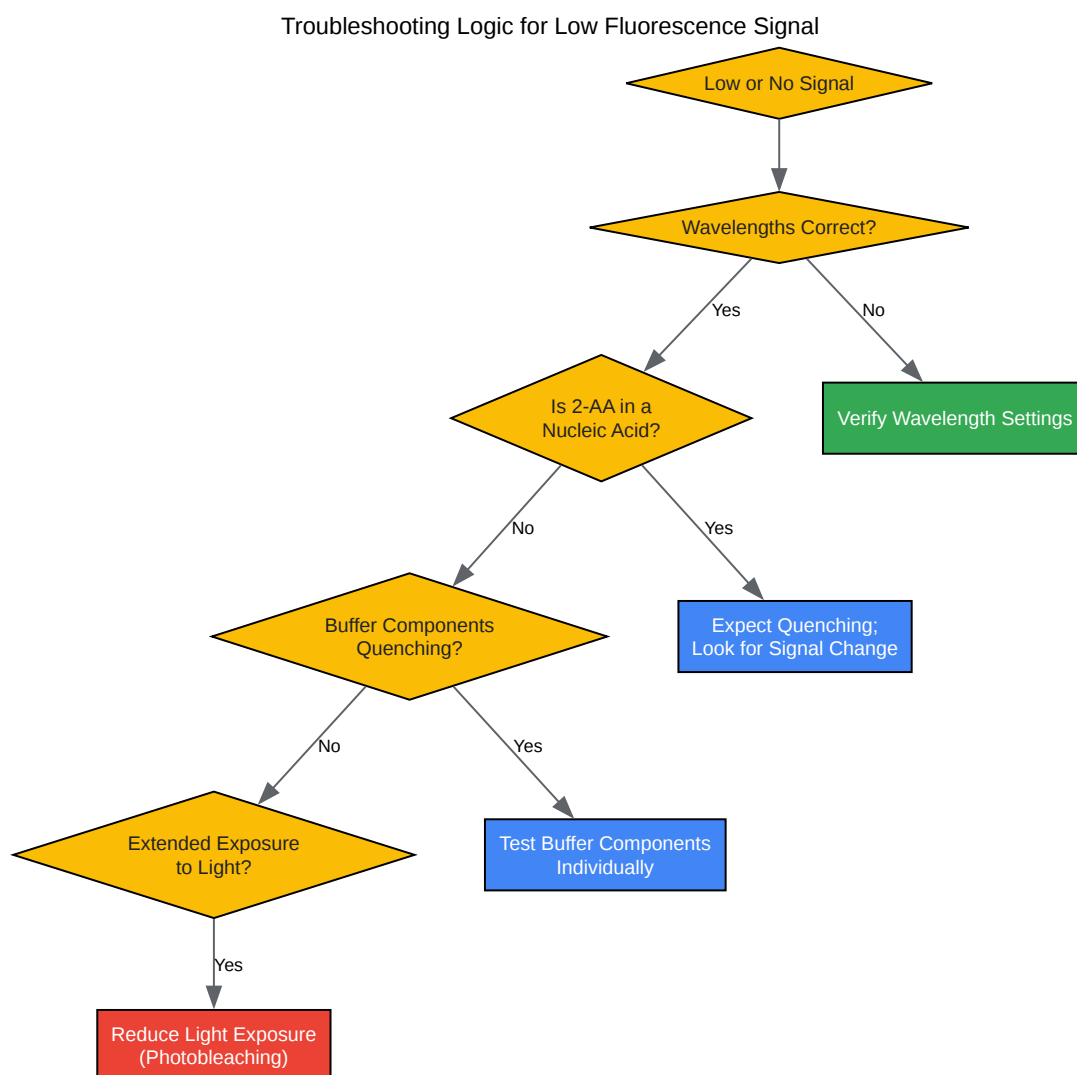 Troubleshooting Logic for Low Fluorescence Signal
Low or No Signal
Wavelengths Correct?
Yes
No
Is 2-AA in a
Nucleic Acid?
Verify Wavelength Settings
No
Yes
Buffer Components
Quenching?
Expect Quenching;
Look for Signal Change
No
Yes
Extended Exposure
to Light?
Test Buffer Components
Individually
Yes
Reduce Light Exposure
(Photobleaching)